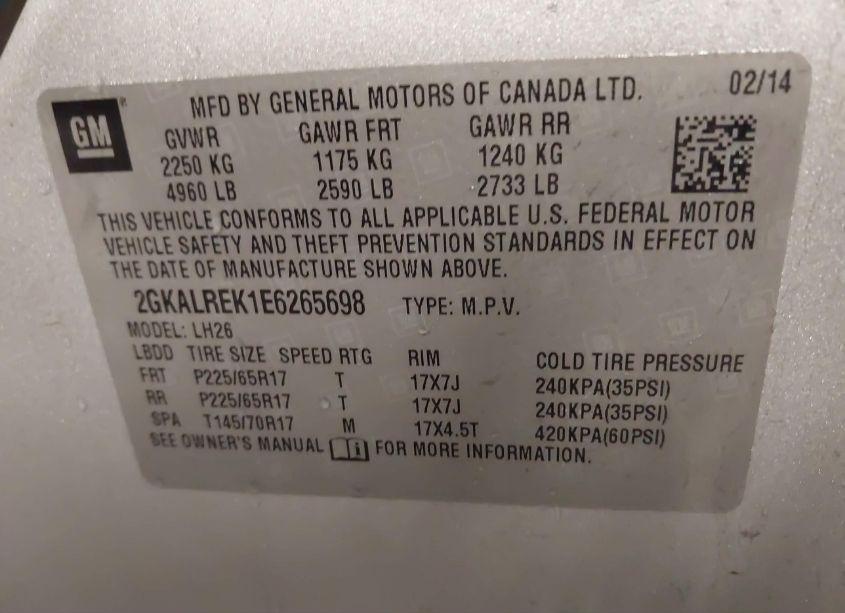 GM
MFD BY GENERAL MOTORS OF CANADA LTD. 02/14
GVWR GAWR FRT GAWR RR
2250 KG 1175 KG 1240 KG
4960 LB 2590 LB 2733 LB
THIS VEHICLE CONFORMS TO ALL APPLICABLE U.S. FEDERAL MOTOR
VEHICLE SAFETY AND THEFT PREVENTION STANDARDS IN EFFECT ON
THE DATE OF MANUFACTURE SHOWN ABOVE.
2GKALREK1E6265698 TYPE: M.P.V.
MODEL: LH26
LBDD TIRE SIZE SPEED RTG RIM COLD TIRE PRESSURE
FRT P225/65R17 T 17X7J 240KPA(35PSI)
RR P225/65R17 T 17X7J 240KPA(35PSI)
SPA T145/70R17 M 17X4.5T 420KPA(60PSI)
SEE OWNER'S MANUAL i FOR MORE INFORMATION.